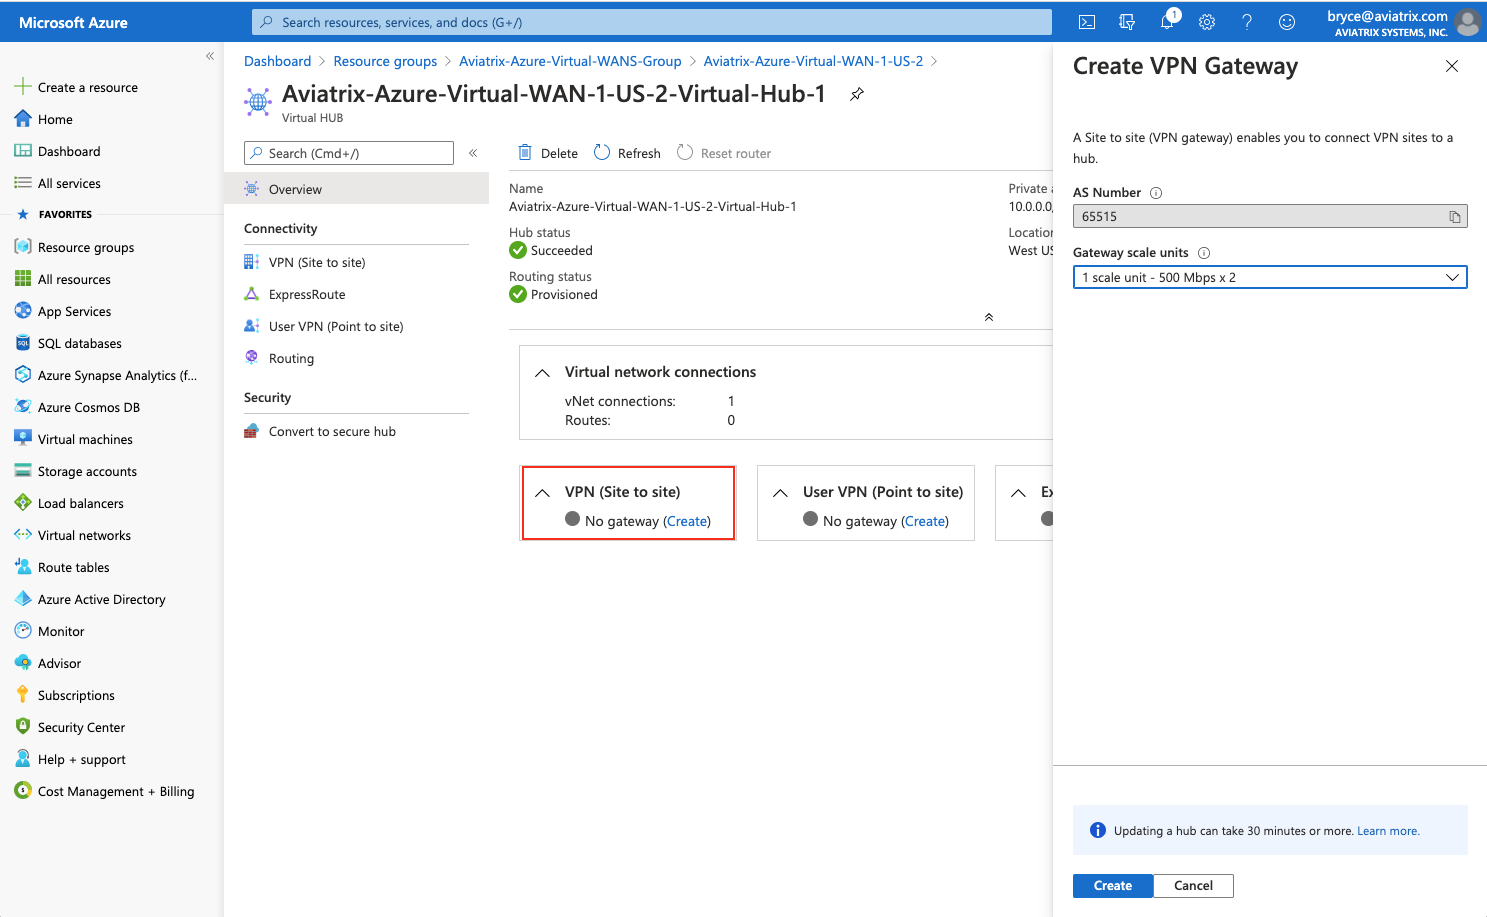 Microsoft Azure
Search resources, services, and docs (G+/)
1
bryce@aviatrix.com
AVIATRIX SYSTEMS, INC.
«
Create a resource
Home
Dashboard
All services
FAVORITES
Resource groups
All resources
App Services
SQL databases
Azure Synapse Analytics (f...
Azure Cosmos DB
Virtual machines
Storage accounts
Load balancers
Virtual networks
Route tables
Azure Active Directory
Monitor
Advisor
Subscriptions
Security Center
Help + support
Cost Management + Billing
Dashboard > Resource groups > Aviatrix-Azure-Virtual-WANS-Group > Aviatrix-Azure-Virtual-WAN-1-US-2 >
Aviatrix-Azure-Virtual-WAN-1-US-2-Virtual-Hub-1
Virtual HUB
Search (Cmd+/)
«
Overview
Connectivity
VPN (Site to site)
ExpressRoute
User VPN (Point to site)
Routing
Security
Convert to secure hub
Delete Refresh Reset router
Name
Aviatrix-Azure-Virtual-WAN-1-US-2-Virtual-Hub-1
Hub status
Succeeded
Routing status
Provisioned
Private
10.0.0.0
Location
West US
Virtual network connections
vNet connections: 1
Routes: 0
VPN (Site to site)
No gateway (Create)
User VPN (Point to site)
No gateway (Create)
Create VPN Gateway
A Site to site (VPN gateway) enables you to connect VPN sites to a
hub.
AS Number
65515
Gateway scale units
1 scale unit - 500 Mbps x 2
Updating a hub can take 30 minutes or more. Learn more.
Create Cancel